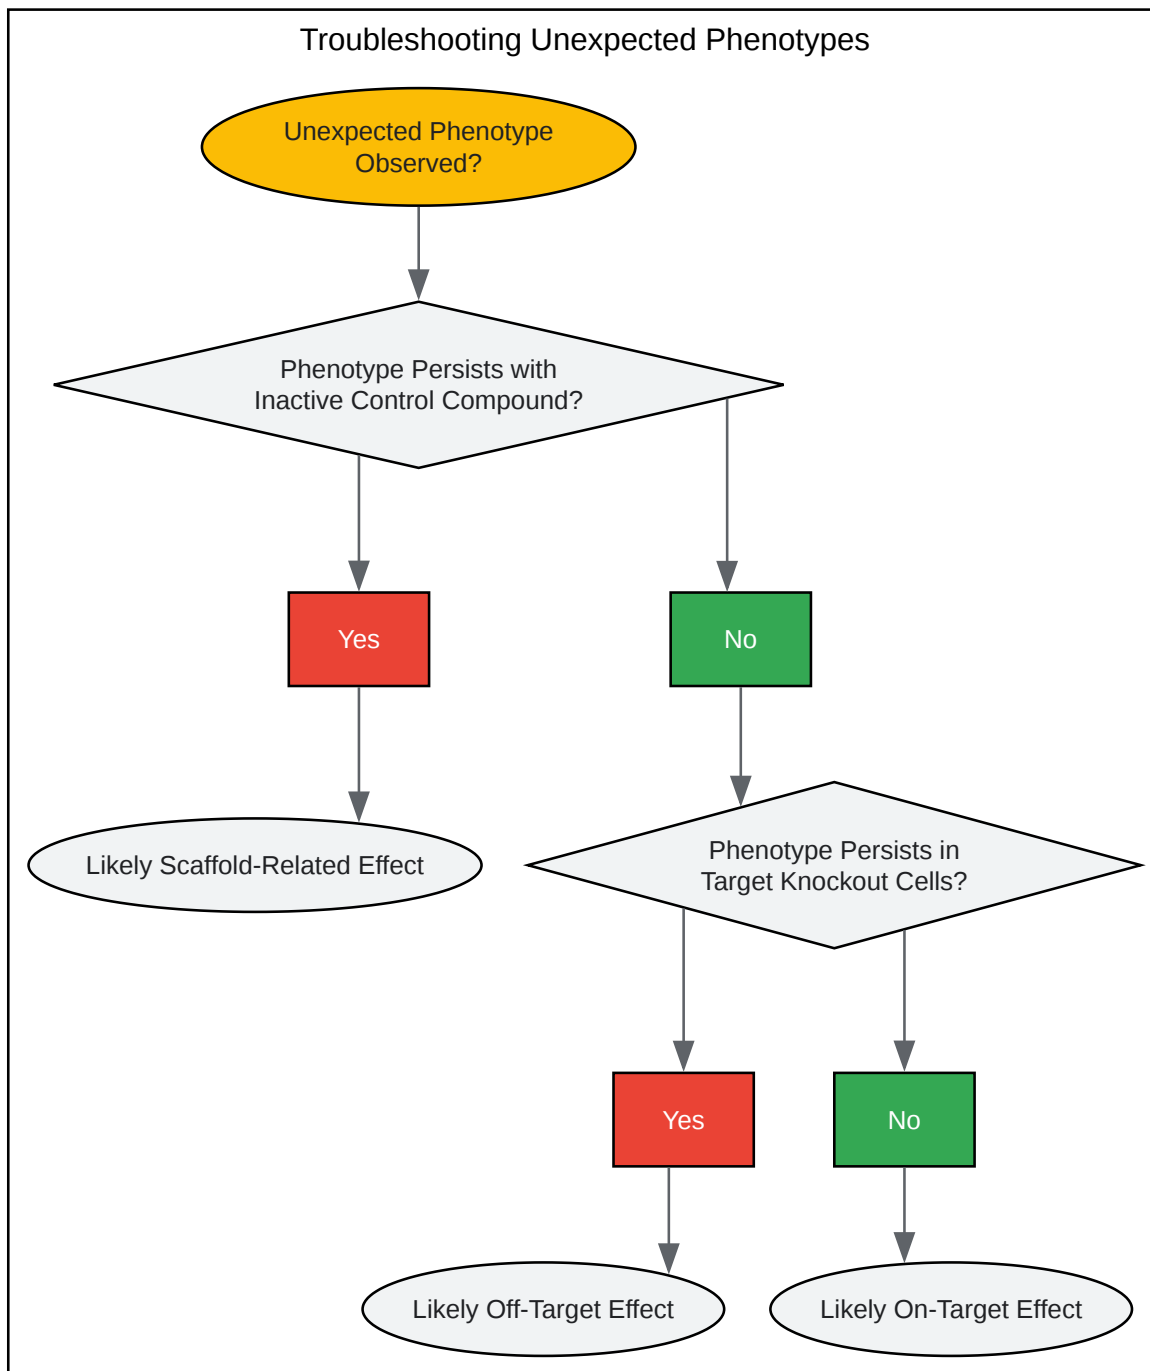 Troubleshooting Unexpected Phenotypes
Unexpected Phenotype
Observed?
Phenotype Persists with
Inactive Control Compound?
Yes
No
Likely Scaffold-Related Effect
Phenotype Persists in
Target Knockout Cells?
Yes
No
Likely Off-Target Effect
Likely On-Target Effect